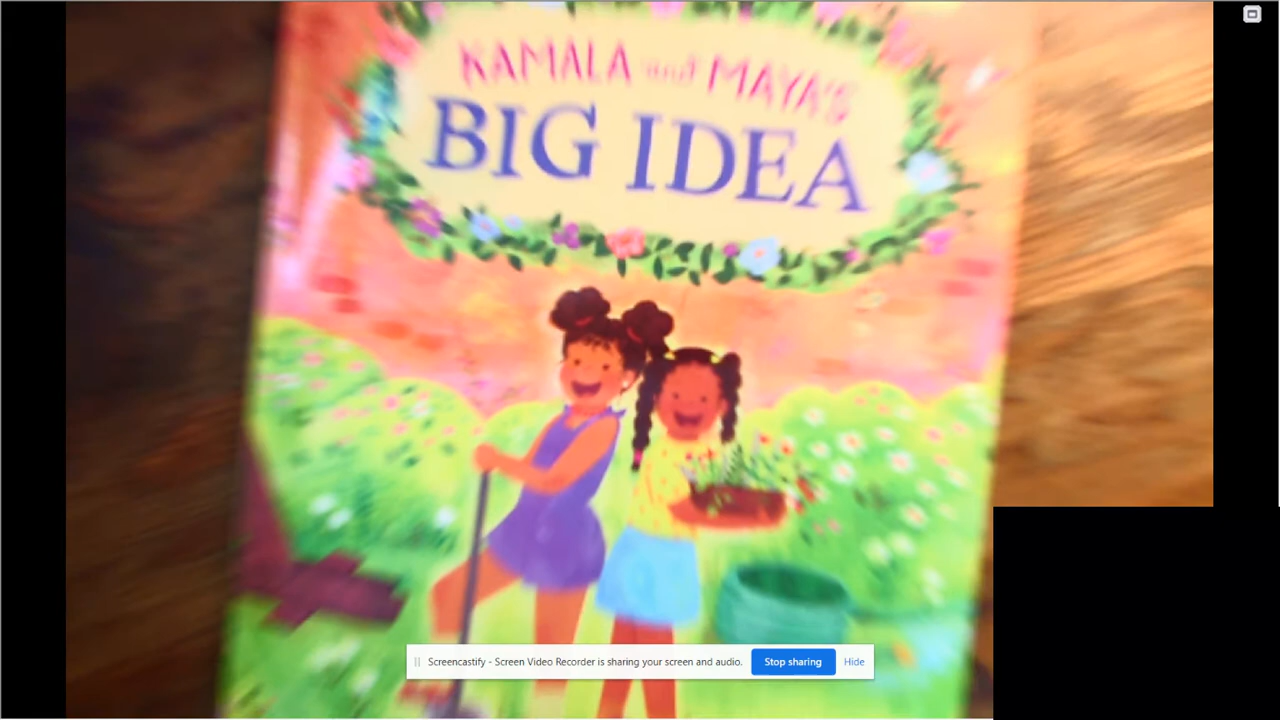 KAMALA and MAYA'S
BIG IDEA
Screencastify - Screen Video Recorder is sharing your screen and audio.
Stop sharing
Hide